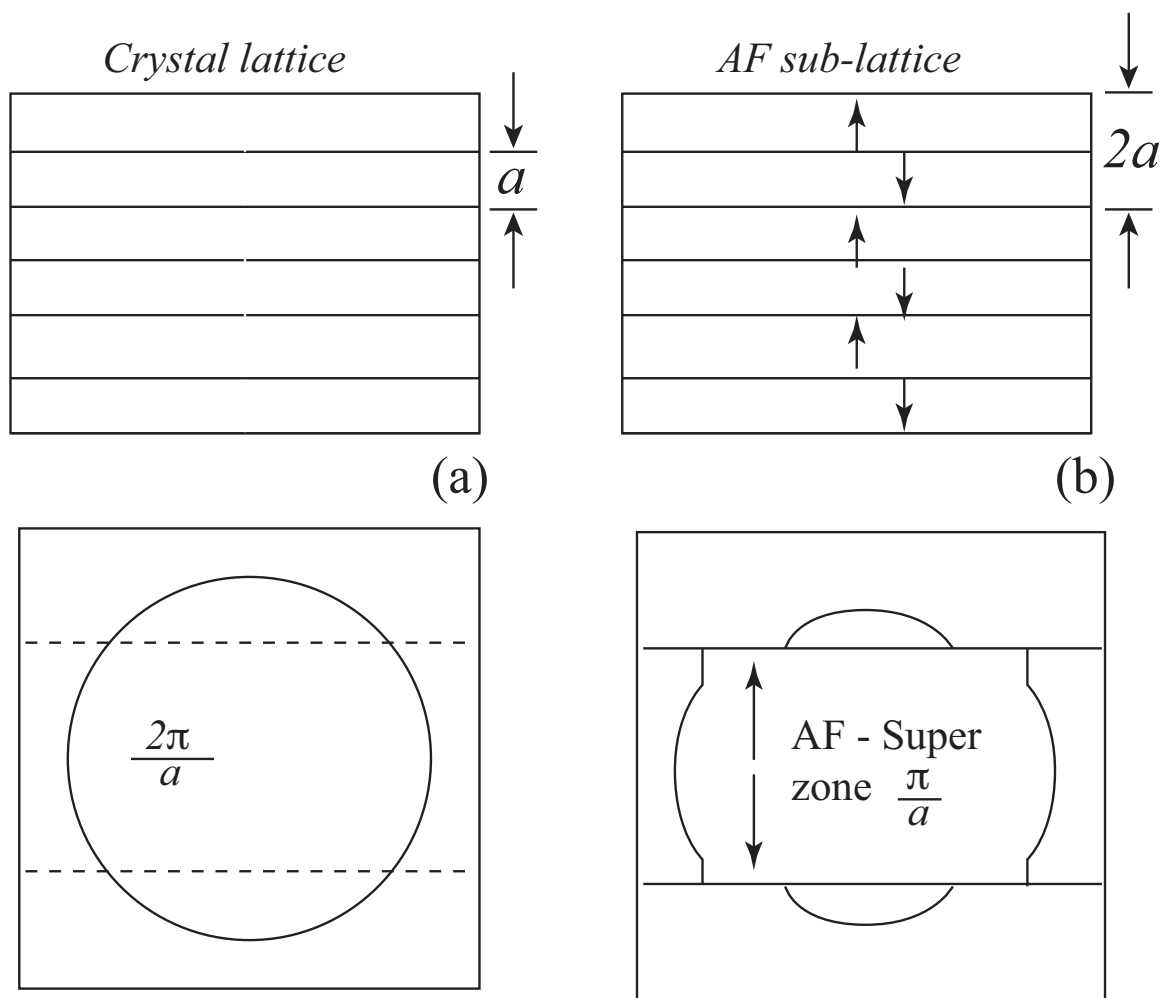 Crystal lattice
AF sub-lattice
a
2a
(a)
(b)
2π
a
AF - Super
zone π
a